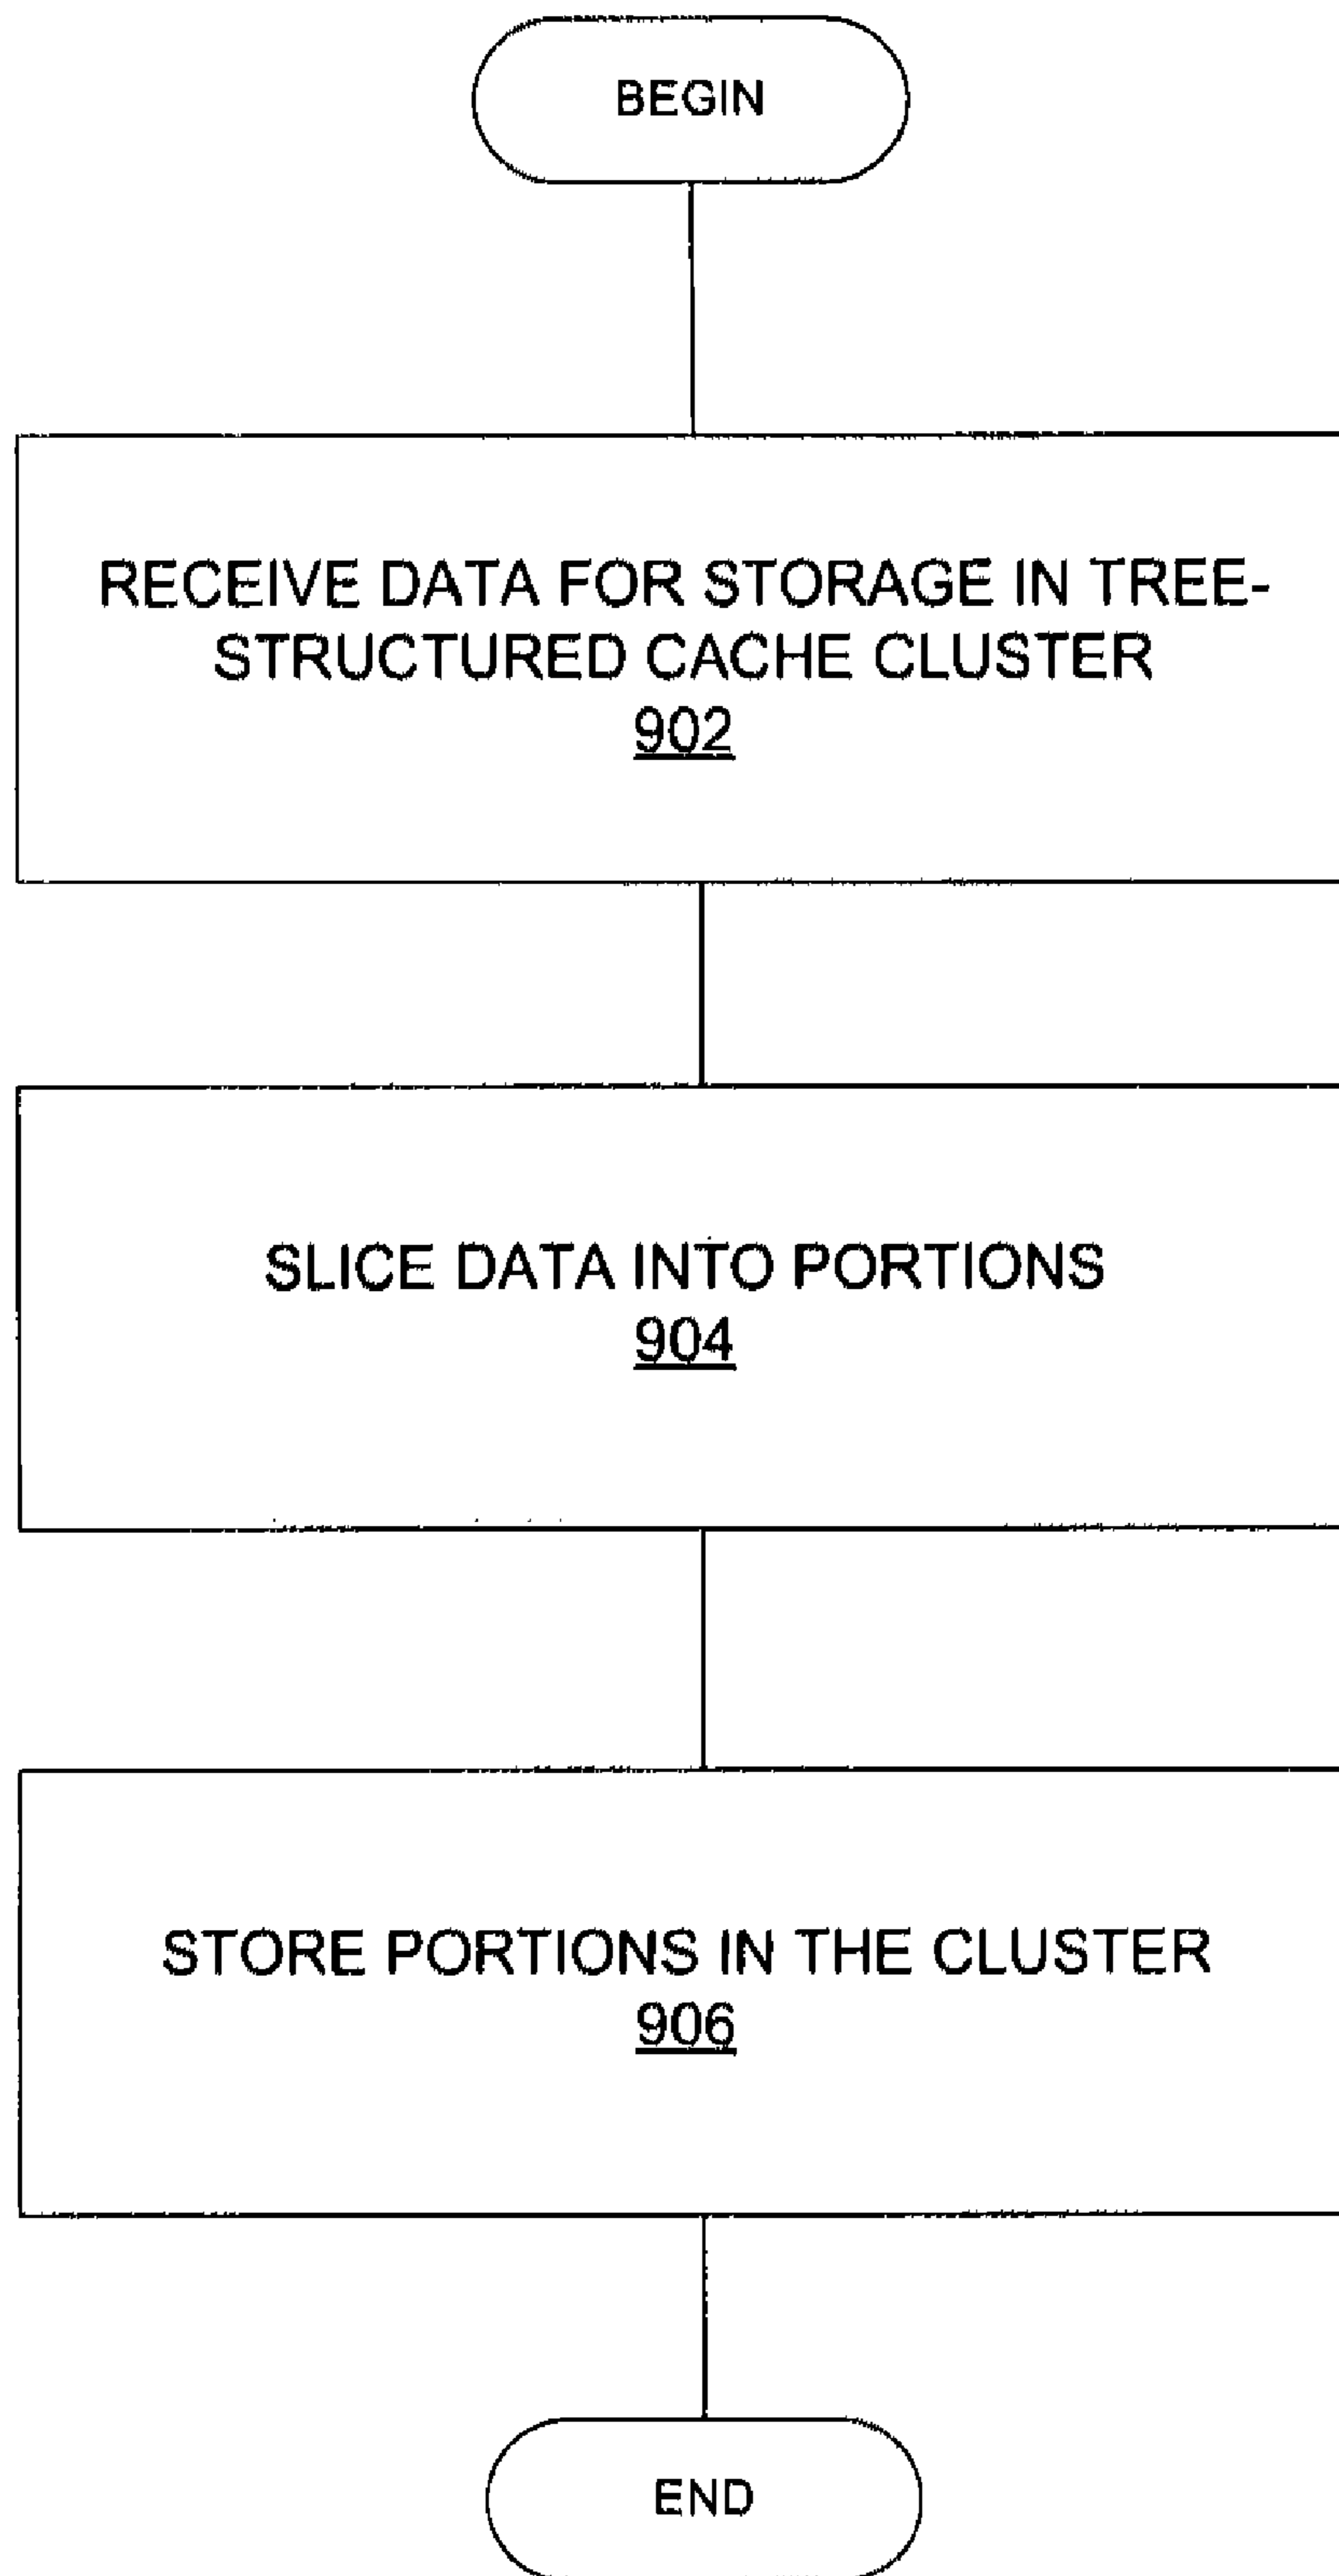 BEGIN
RECEIVE DATA FOR STORAGE IN TREE-
STRUCTURED CACHE CLUSTER
902
SLICE DATA INTO PORTIONS
904
STORE PORTIONS IN THE CLUSTER
906
END